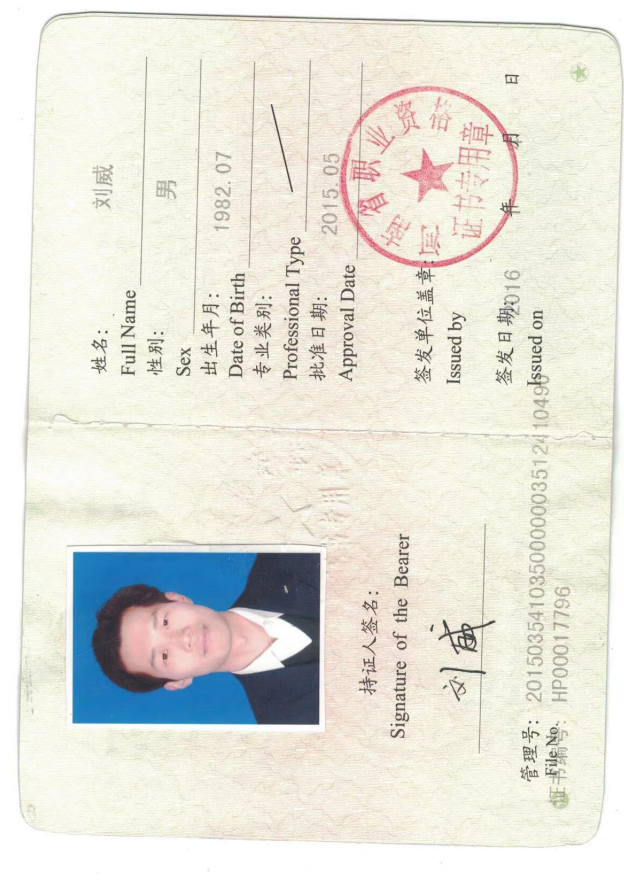 持证人签名:
Signature of the Bearer
刘威
管理号: 201503541035000000035124 10490
File No.
证书编号: HP00017796
姓名: 刘威
Full Name
性别: 男
Sex
出生年月: 1982.07
Date of Birth
专业类别:
Professional Type
批准日期: 2015.05
Approval Date
签发单位盖章:
Issued by
省职业资格
证书专用章
签发日期: 2016 年 月 日
Issued on